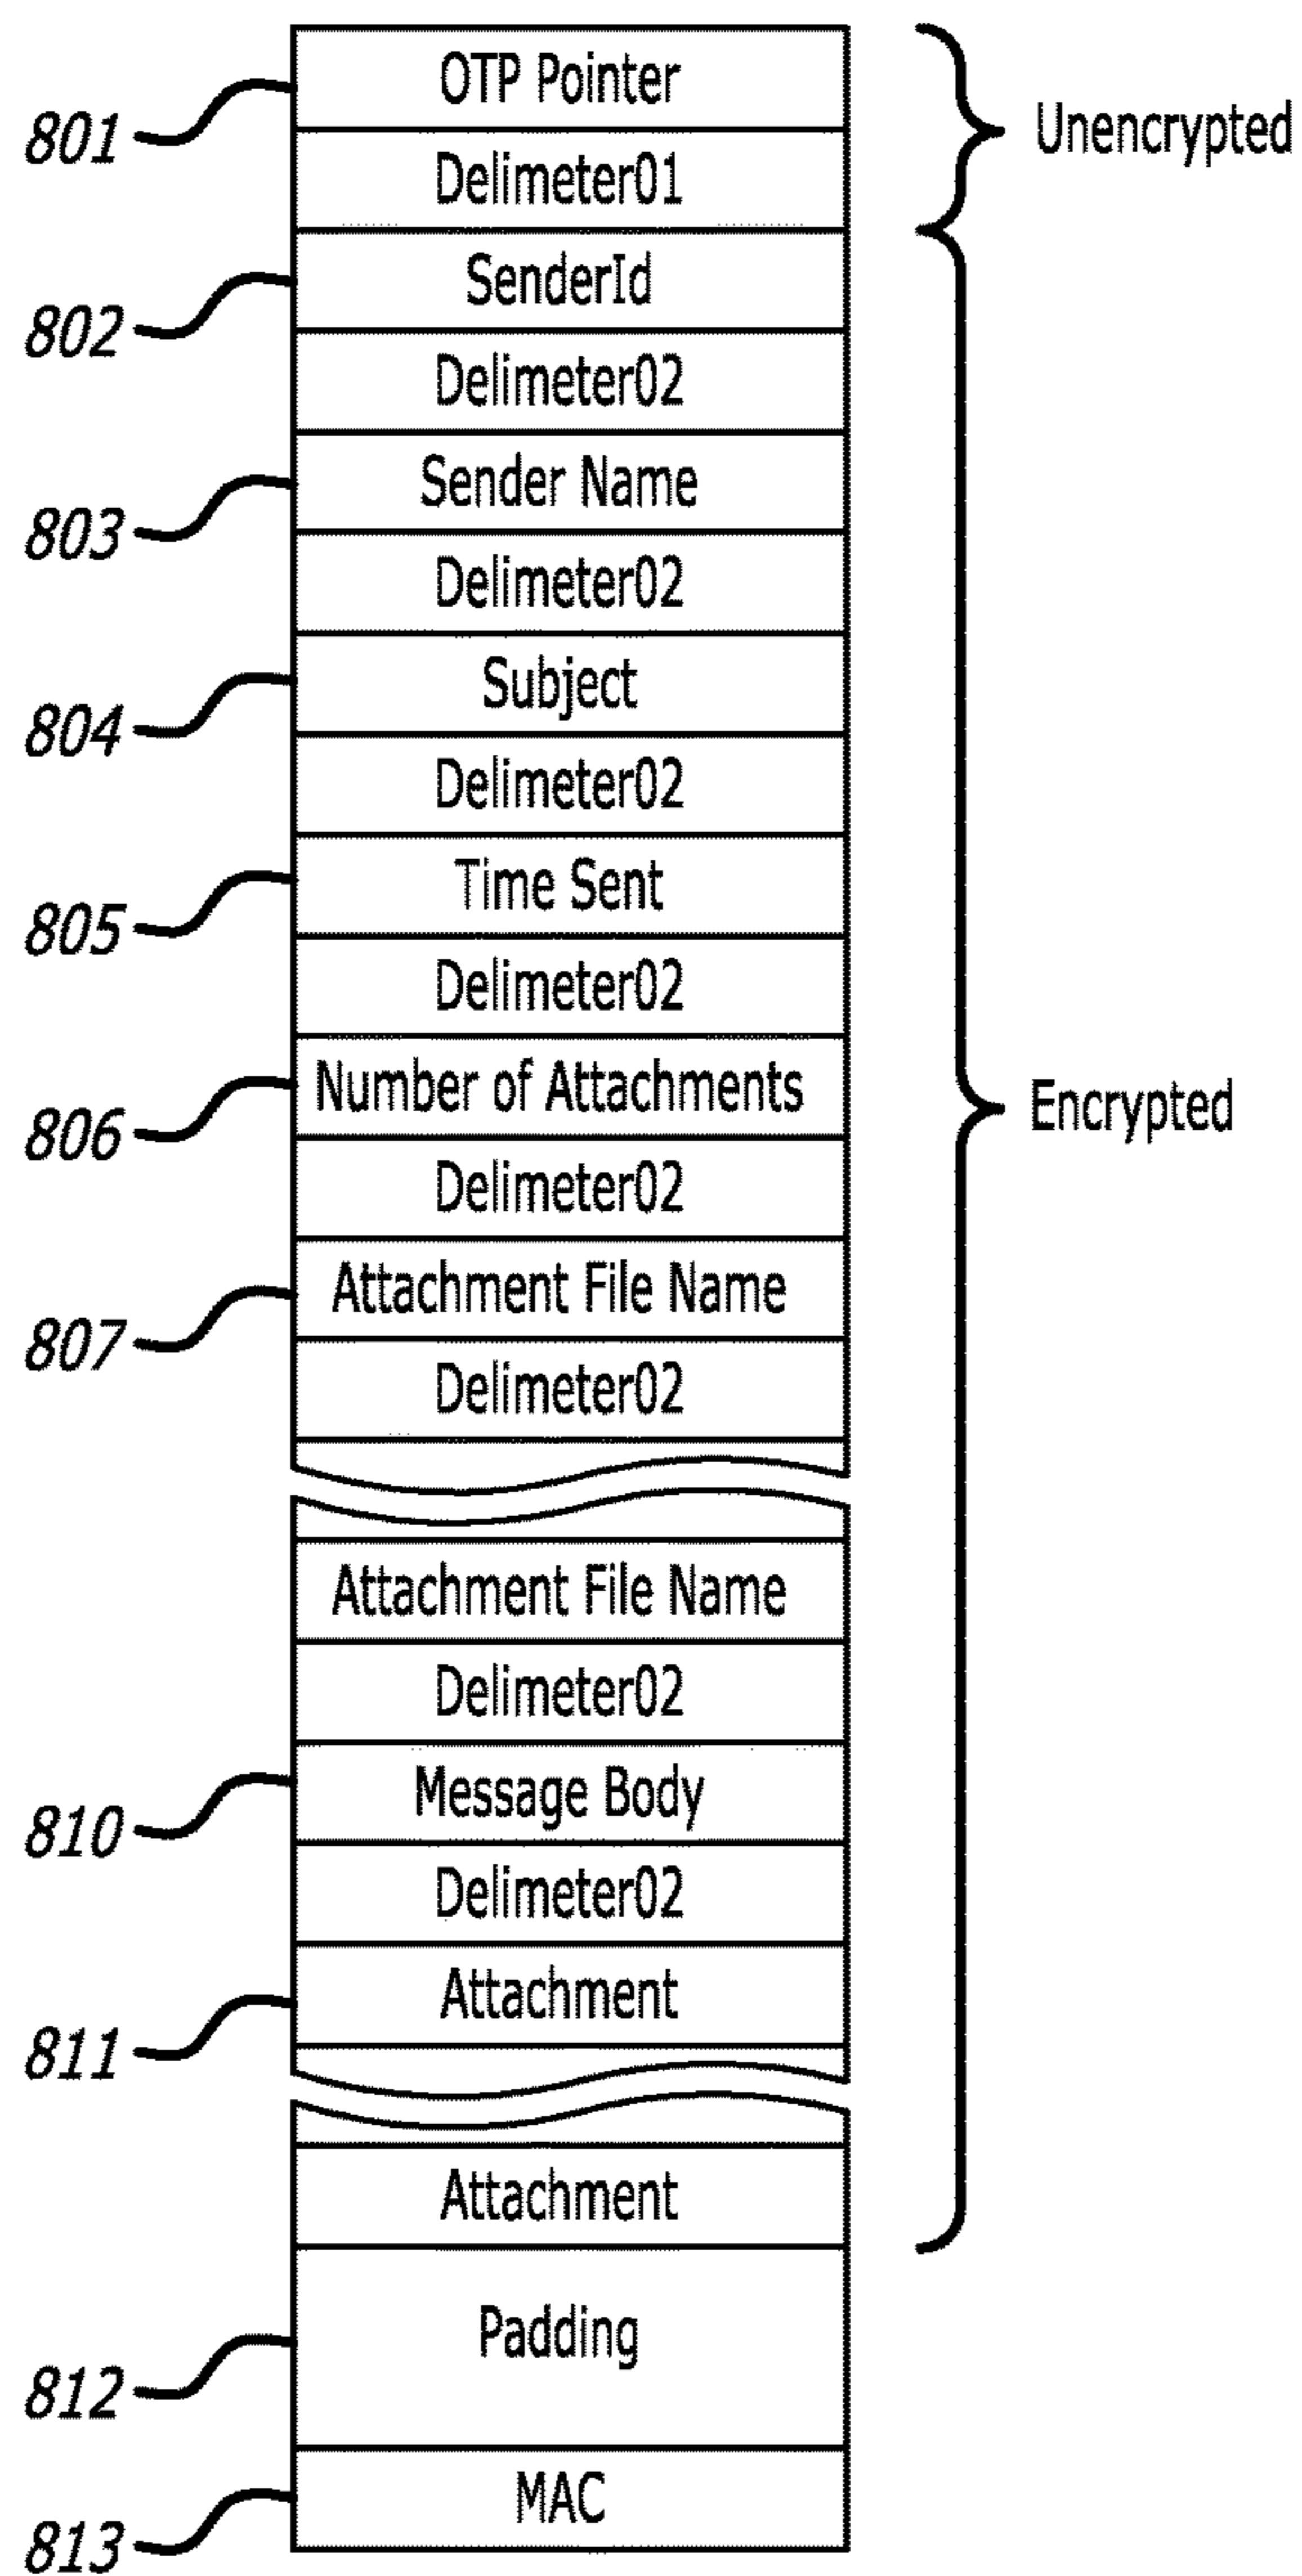 OTP Pointer
801
Unencrypted
Delimeter01
SenderId
802
Delimeter02
Sender Name
803
Delimeter02
Subject
804
Delimeter02
Time Sent
805
Delimeter02
Number of Attachments
806
Encrypted
Delimeter02
Attachment File Name
807
Delimeter02
Attachment File Name
Delimeter02
Message Body
810
Delimeter02
Attachment
811
Attachment
Padding
812
MAC
813